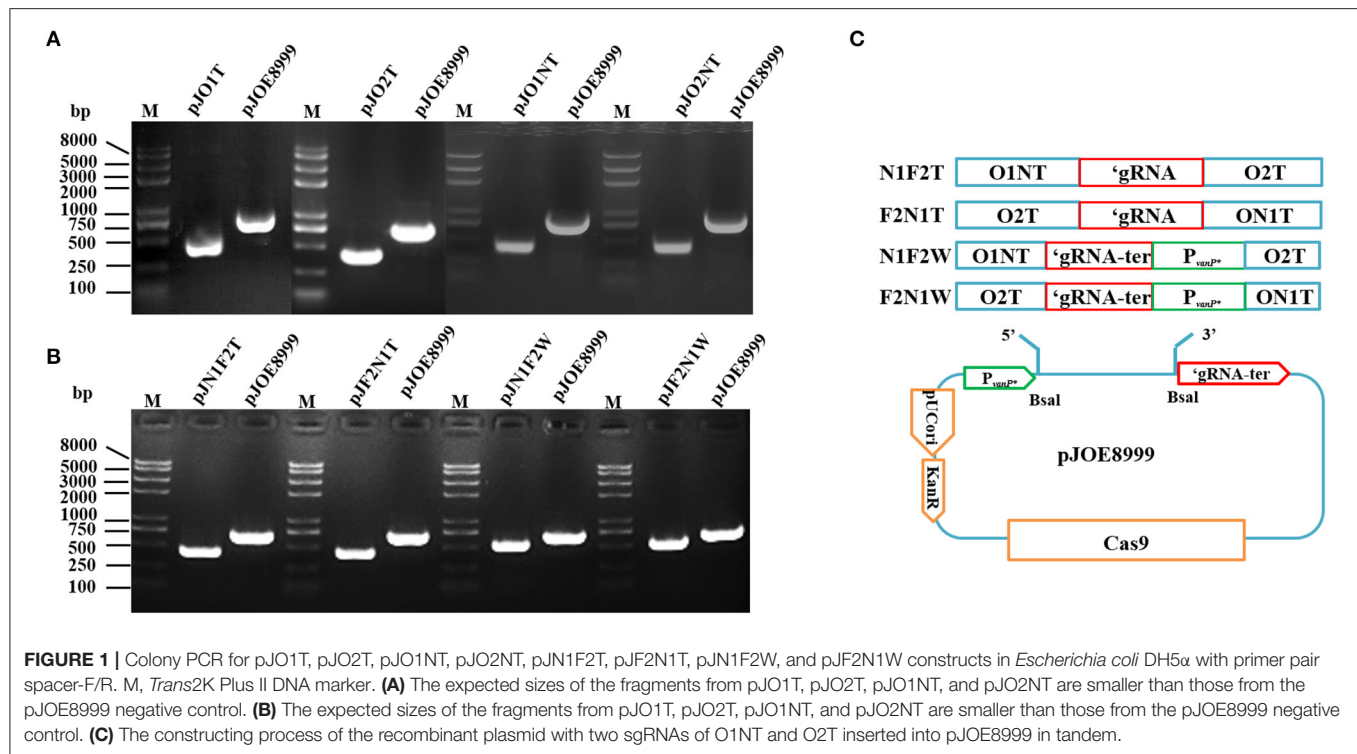 A
bp
M
pJO1T
pJOE8999
M
pJO2T
pJOE8999
M
pJO1NT
pJOE8999
M
pJO2NT
pJOE8999
8000
5000
3000
2000
1000
750
500
250
100
B
bp
M
pJN1F2T
pJOE8999
M
pJF2N1T
pJOE8999
M
pJN1F2W
pJOE8999
M
pJF2N1W
pJOE8999
8000
5000
3000
2000
1000
750
500
250
100
C
N1F2T O1NT ‘gRNA O2T
F2N1T O2T ‘gRNA ON1T
N1F2W O1NT ‘gRNA-ter PvanP* O2T
F2N1W O2T ‘gRNA-ter PvanP* ON1T
5’ 3’
PvanP* ‘gRNA-ter
BsaI BsaI
pUCori
pJOE8999
KanR
Cas9
FIGURE 1 | Colony PCR for pJO1T, pJO2T, pJO1NT, pJO2NT, pJN1F2T, pJF2N1T, pJN1F2W, and pJF2N1W constructs in Escherichia coli DH5α with primer pair
spacer-F/R. M, Trans2K Plus II DNA marker. (A) The expected sizes of the fragments from pJO1T, pJO2T, pJO1NT, and pJO2NT are smaller than those from the
pJOE8999 negative control. (B) The expected sizes of the fragments from pJO1T, pJO2T, pJO1NT, and pJO2NT are smaller than those from the pJOE8999 negative
control. (C) The constructing process of the recombinant plasmid with two sgRNAs of O1NT and O2T inserted into pJOE8999 in tandem.